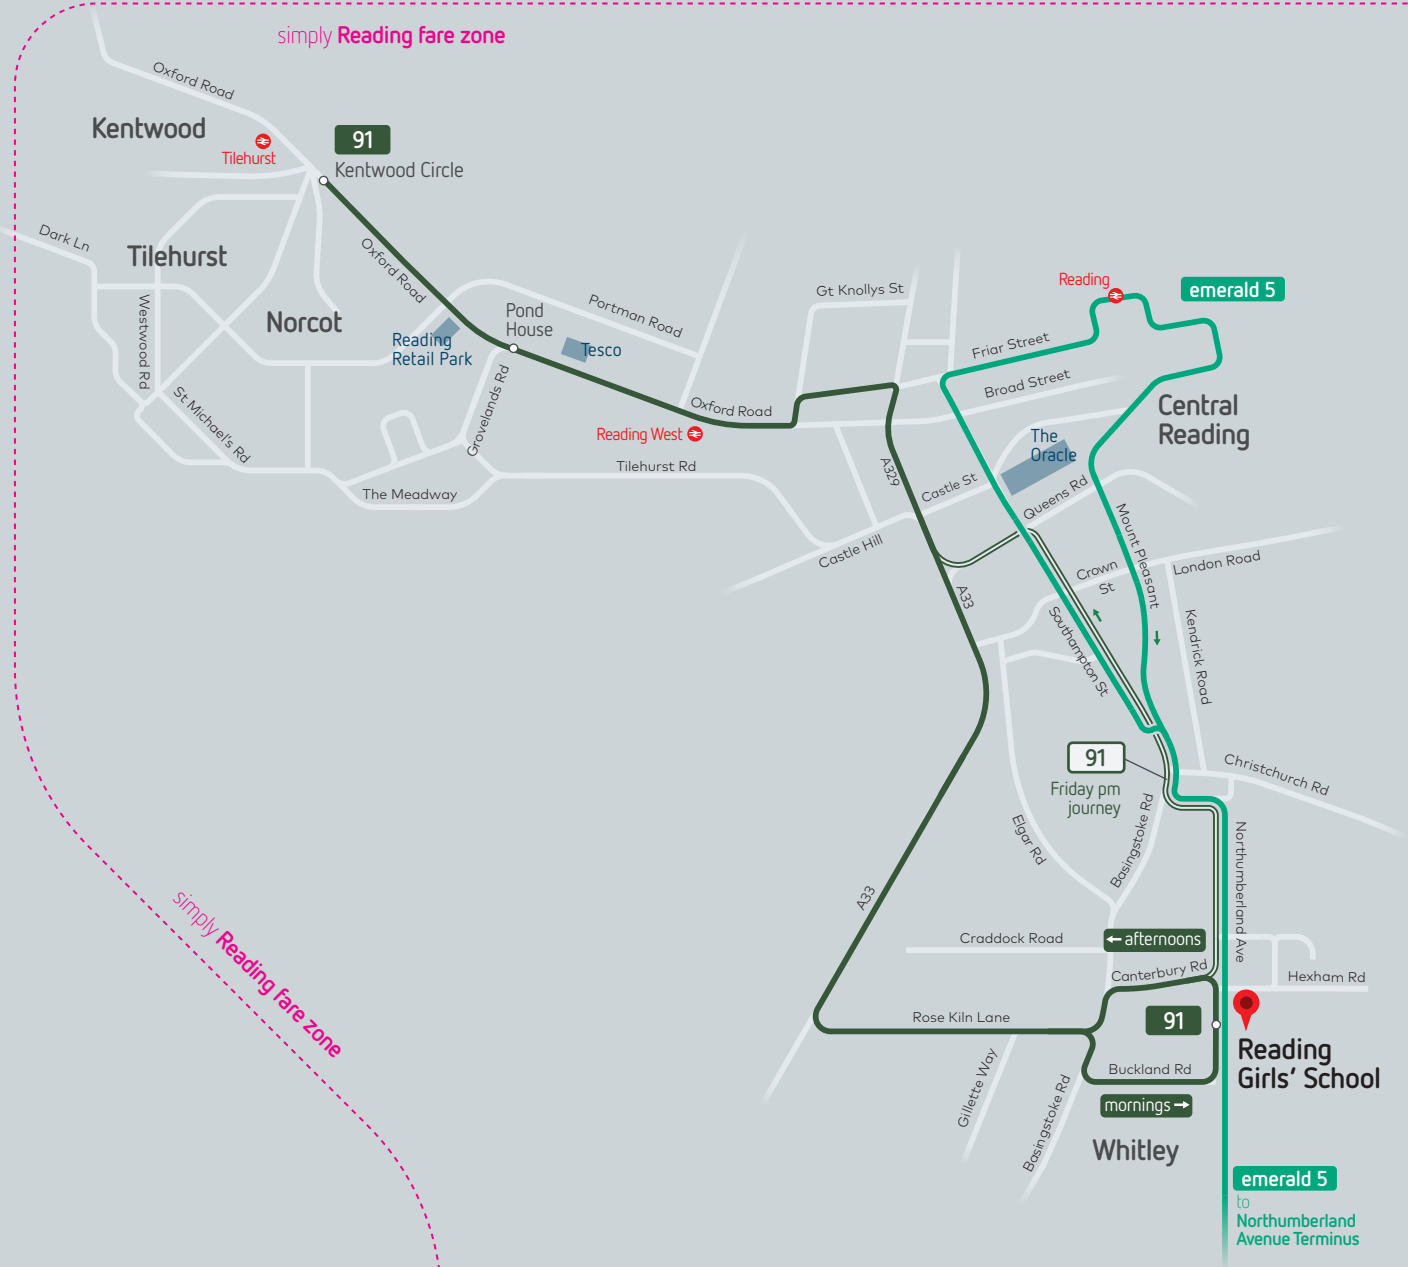 simply Reading fare zone
Oxford Road
Kentwood
Tilehurst
91
Kentwood Circle
Dark Ln
Tilehurst
Oxford Road
Westwood Rd
Norcot
Reading
Retail Park
Pond
House
Portman Road
Tesco
Gt Knollys St
Reading
emerald 5
Friar Street
Broad Street
Central
Reading
St Michael's Rd
Grovelands Rd
Oxford Road
Reading West
Tilehurst Rd
The Meadway
A329
The
Oracle
Castle St
Queens Rd
Castle Hill
Mount Pleasant
Crown
St
London Road
A33
Southampton St
Kendrick Road
91
Friday pm
journey
Christchurch Rd
Elgar Rd
Basingstoke Rd
Northumberland Ave
A33
simply Reading fare zone
Craddock Road
← afternoons
Canterbury Rd
Hexham Rd
Rose Kiln Lane
91
Reading
Girls’ School
Buckland Rd
Gillette Way
Basingstoke Rd
mornings →
Whitley
emerald 5
to
Northumberland
Avenue Terminus